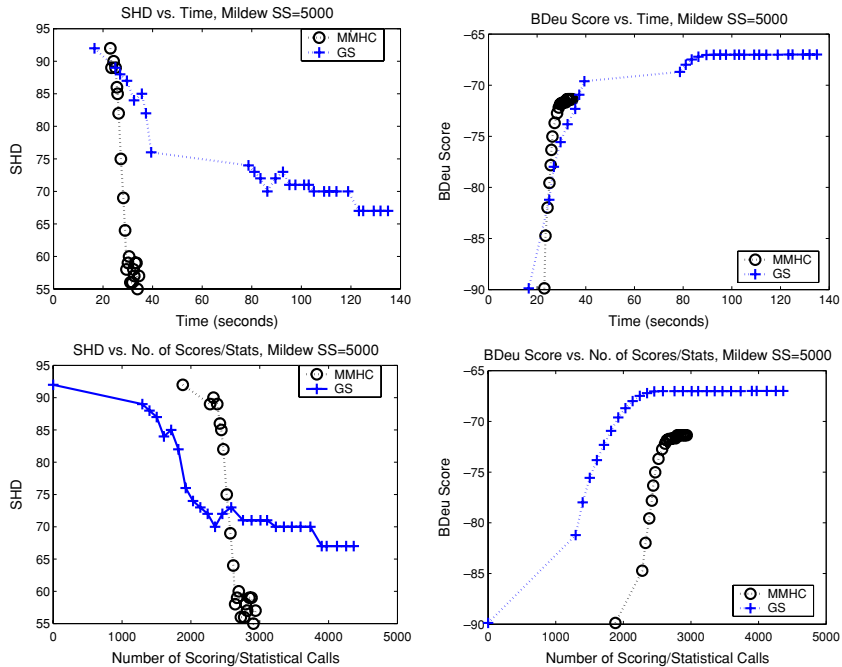 SHD vs. Time, Mildew SS=5000
95
90
85
80
75
70
65
60
55
SHD
0
20
40
60
80
100
120
140
Time (seconds)
MMHC
GS
BDeu Score vs. Time, Mildew SS=5000
−65
−70
−75
−80
−85
−90
BDeu Score
0
20
40
60
80
100
120
140
Time (seconds)
MMHC
GS
SHD vs. No. of Scores/Stats, Mildew SS=5000
95
90
85
80
75
70
65
60
55
SHD
0
1000
2000
3000
4000
5000
Number of Scoring/Statistical Calls
MMHC
GS
BDeu Score vs. No. of Scores/Stats, Mildew SS=5000
−65
−70
−75
−80
−85
−90
BDeu Score
0
1000
2000
3000
4000
5000
Number of Scoring/Statistical Calls
MMHC
GS